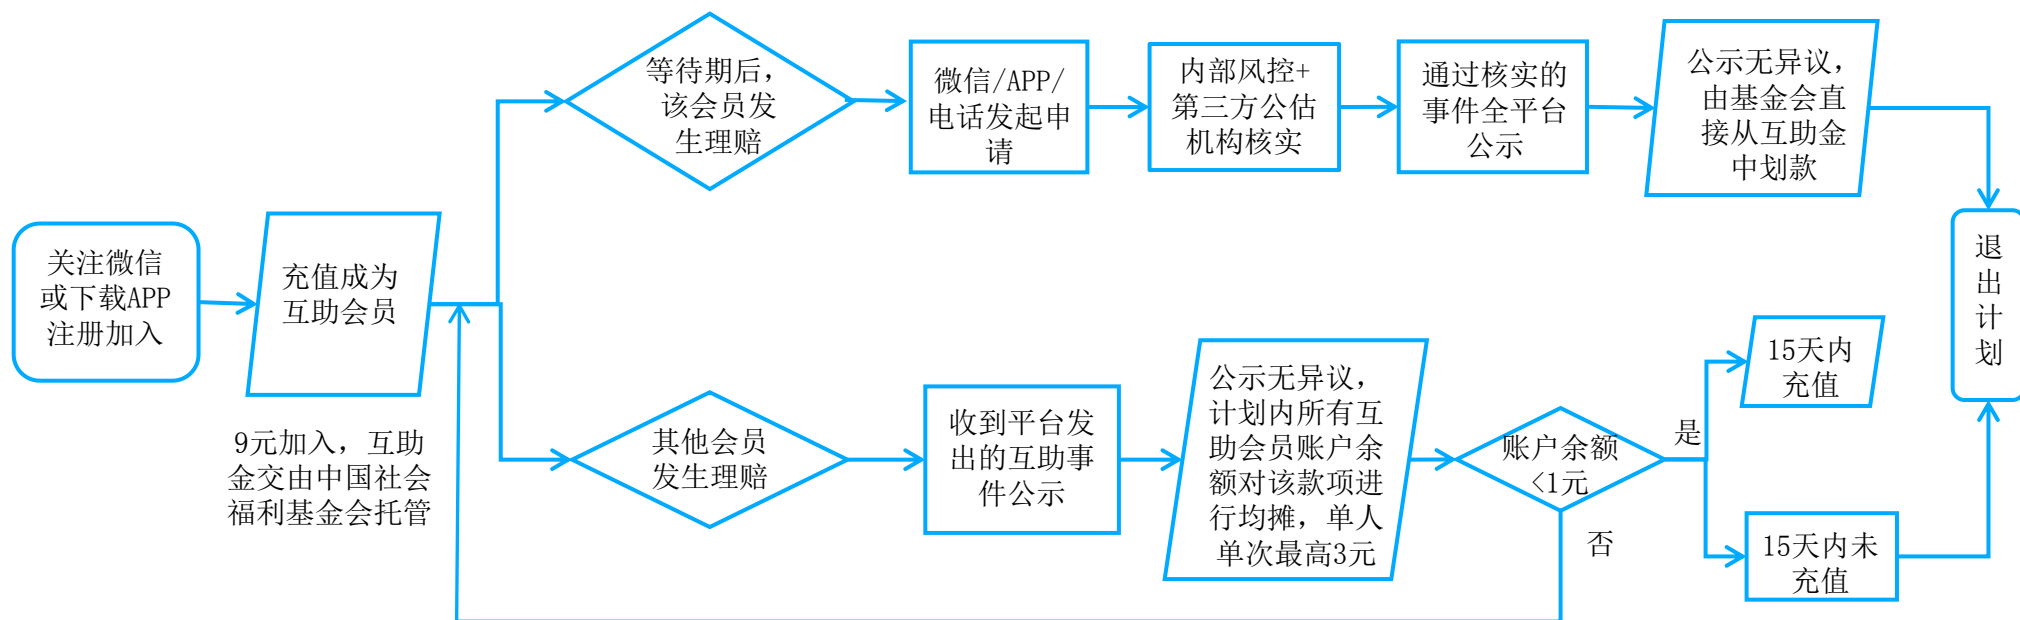 关注微信
或下载APP
注册加入
充值成为
互助会员
9元加入，互助
金交由中国社会
福利基金会托管
等待期后，
该会员发
生理赔
微信/APP/
电话发起申
请
内部风控+
第三方公估
机构核实
通过核实的
事件全平台
公示
公示无异议，
由基金会直
接从互助金
中划款
其他会员
发生理赔
收到平台发
出的互助事
件公示
公示无异议，
计划内所有互
助会员账户余
额对该款项进
行均摊，单人
单次最高3元
账户余额
<1元
是
否
15天内
充值
15天内未
充值
退
出
计
划